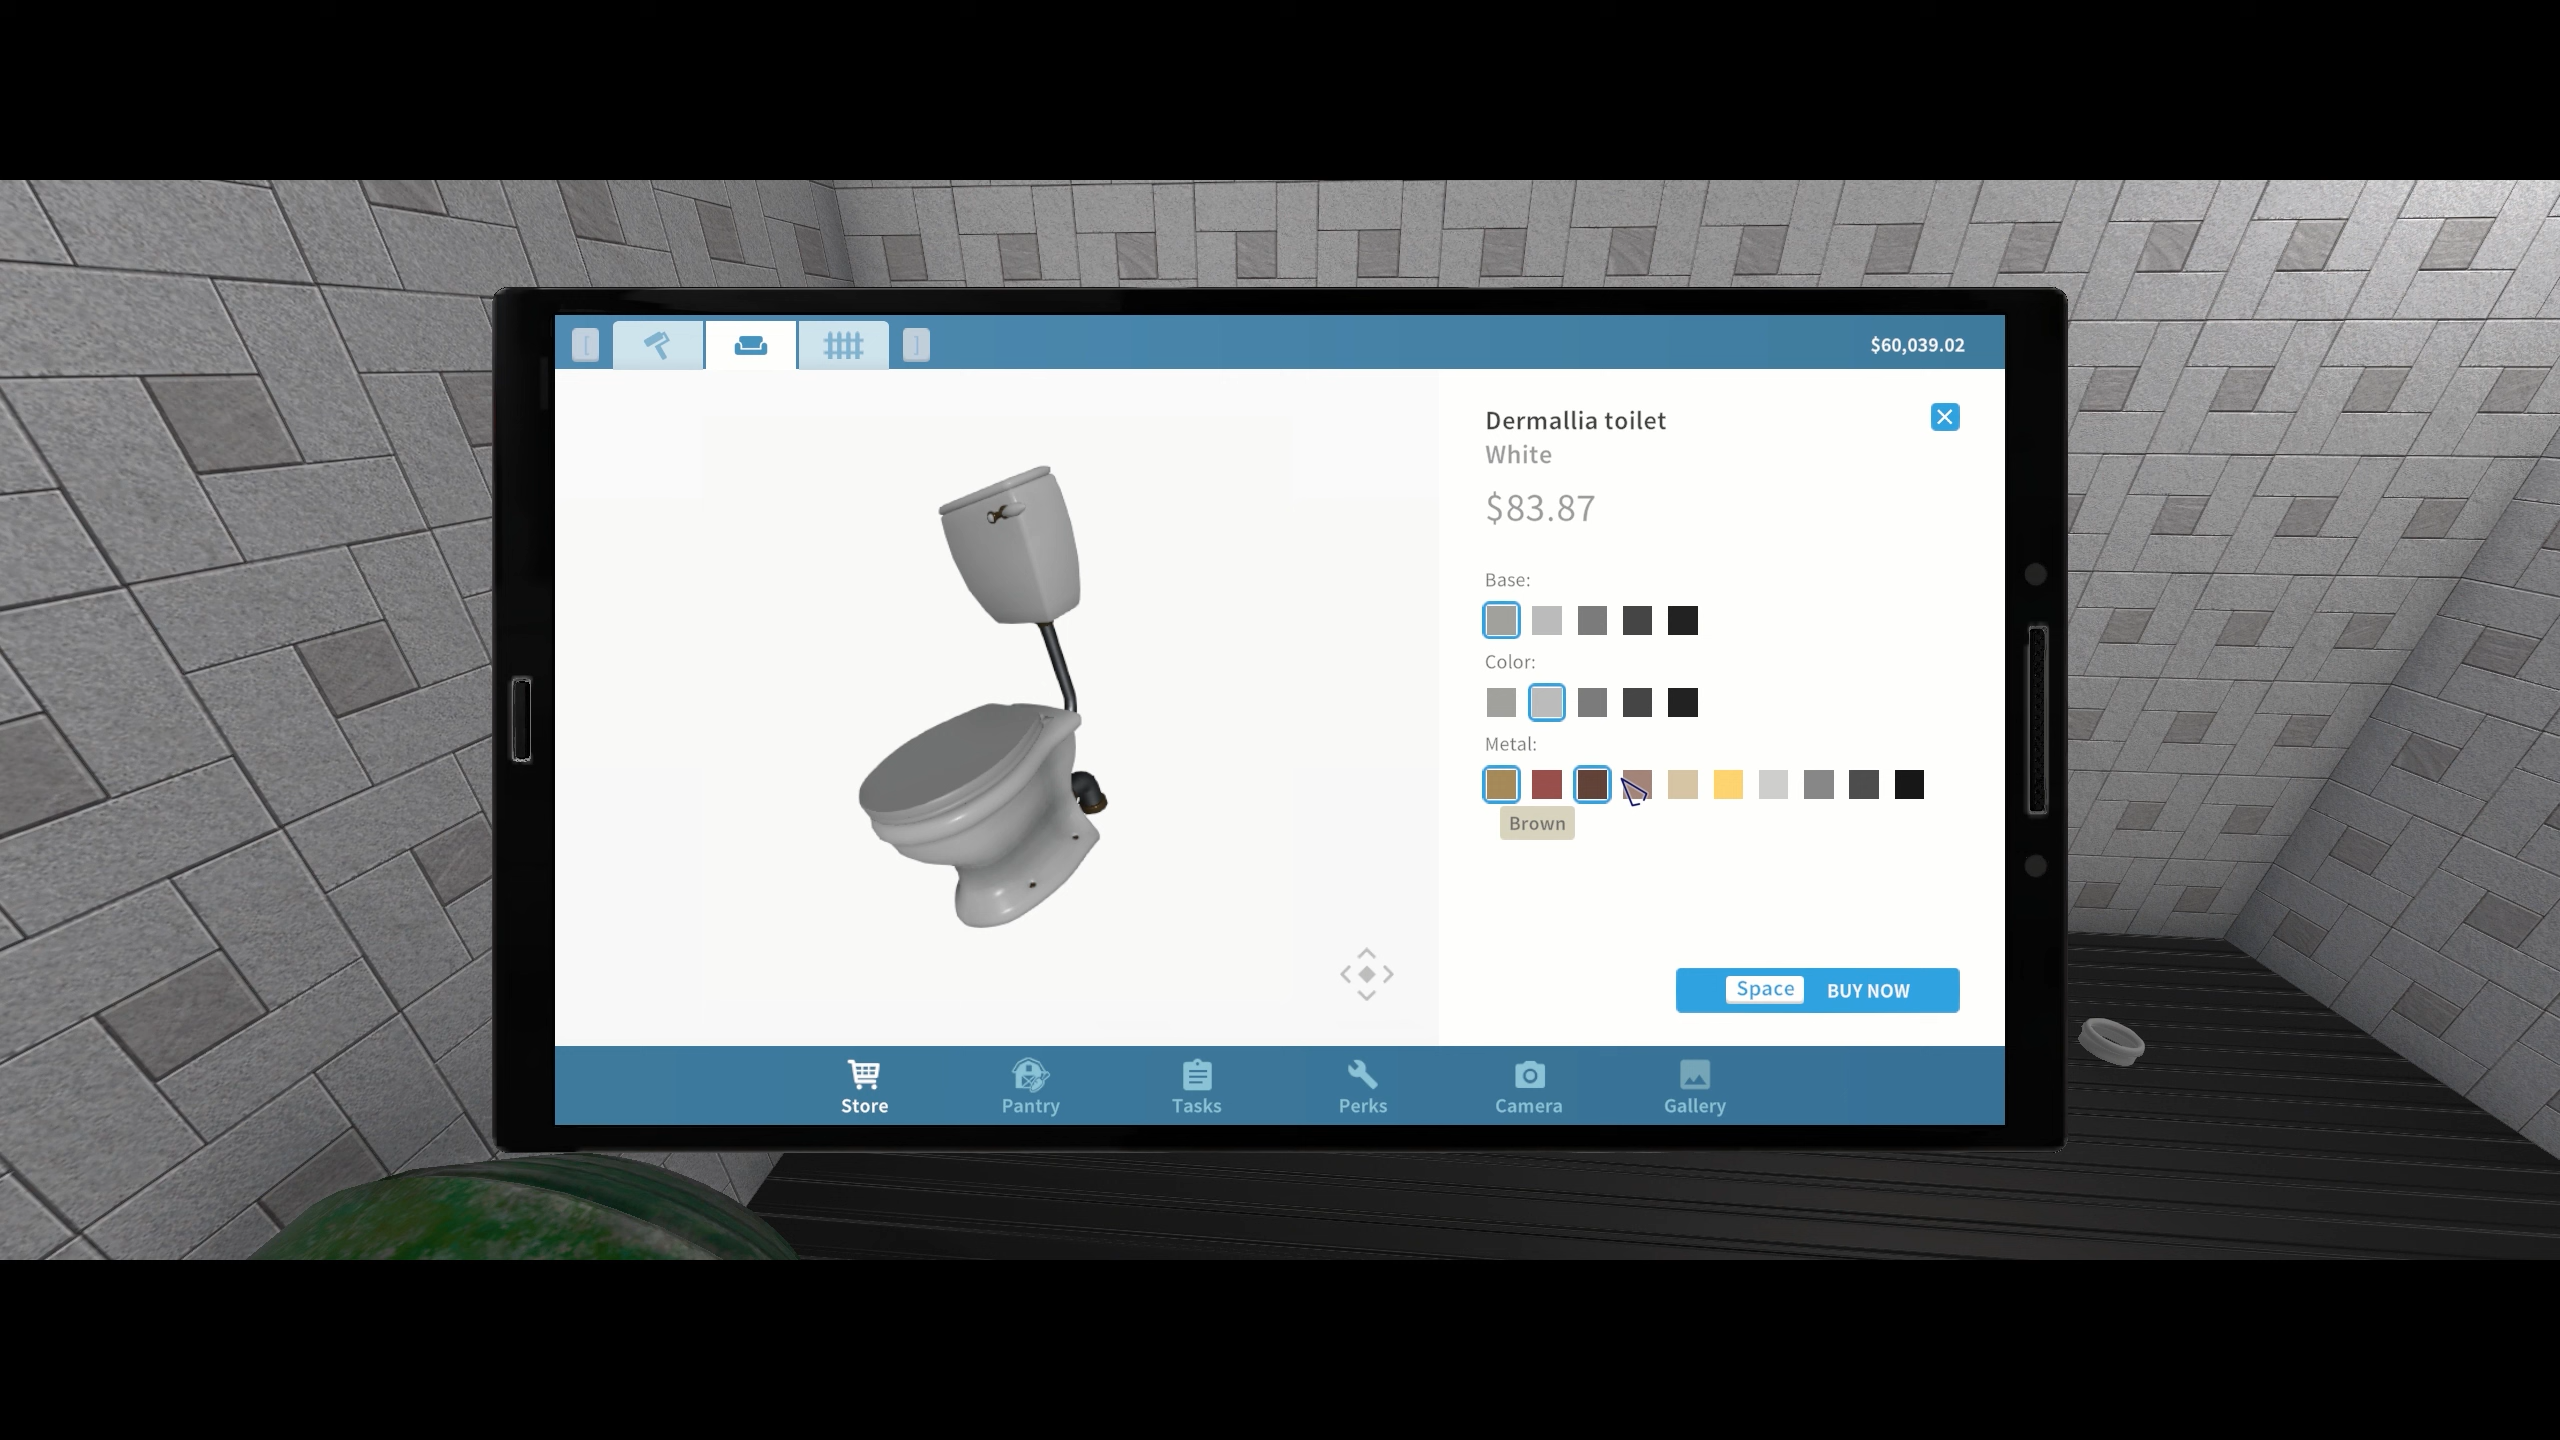 [
]
$60,039.02
Dermallia toilet
White
$83.87
Base:
Color:
Metal:
Brown
Space BUY NOW
Store
Pantry
Tasks
Perks
Camera
Gallery